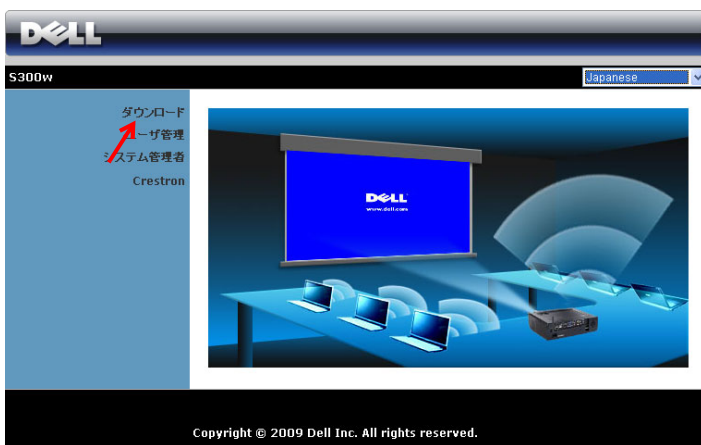 DELL
S300w
Japanese
ダウンロード
ーザ管理
システム管理者
Crestron
DELL
www.dell.com
Copyright © 2009 Dell Inc. All rights reserved.